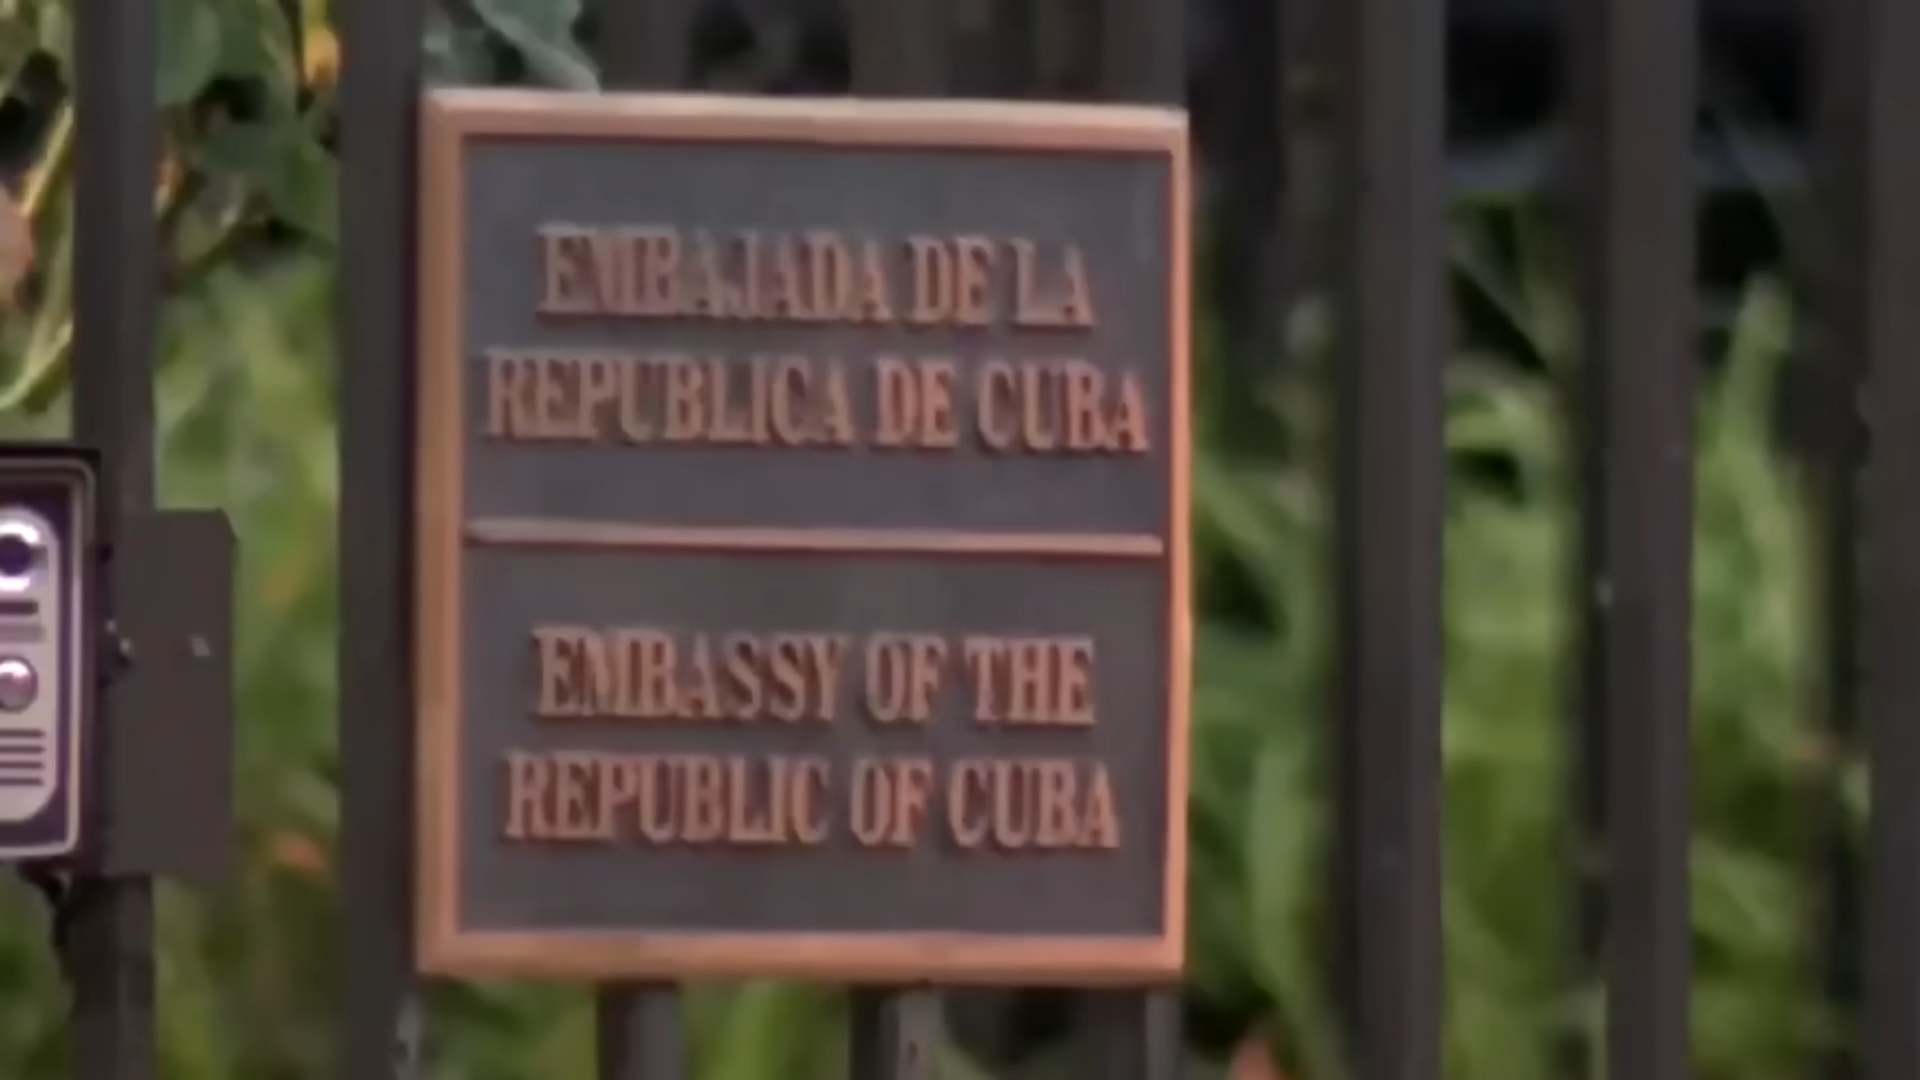 EMBAJADA DE LA
REPUBLICA DE CUBA
EMBASSY OF THE
REPUBLIC OF CUBA